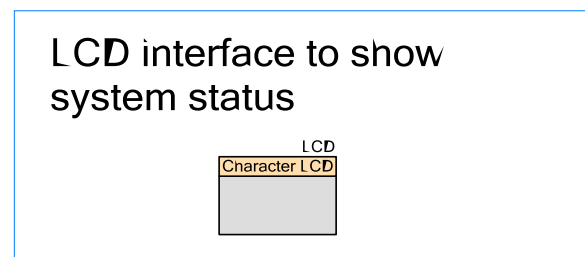 LCD interface to show
system status
LCD
Character LCD